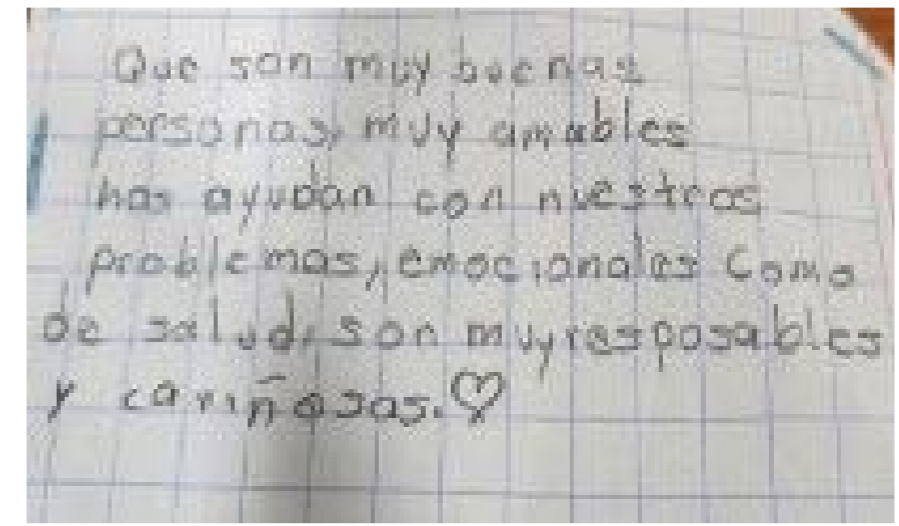 Que son muy buenas
personas, muy amables
nos ayudan con nuestros
problemas, emocionales como
de salud, son muy resposables
y cariñosas.♡